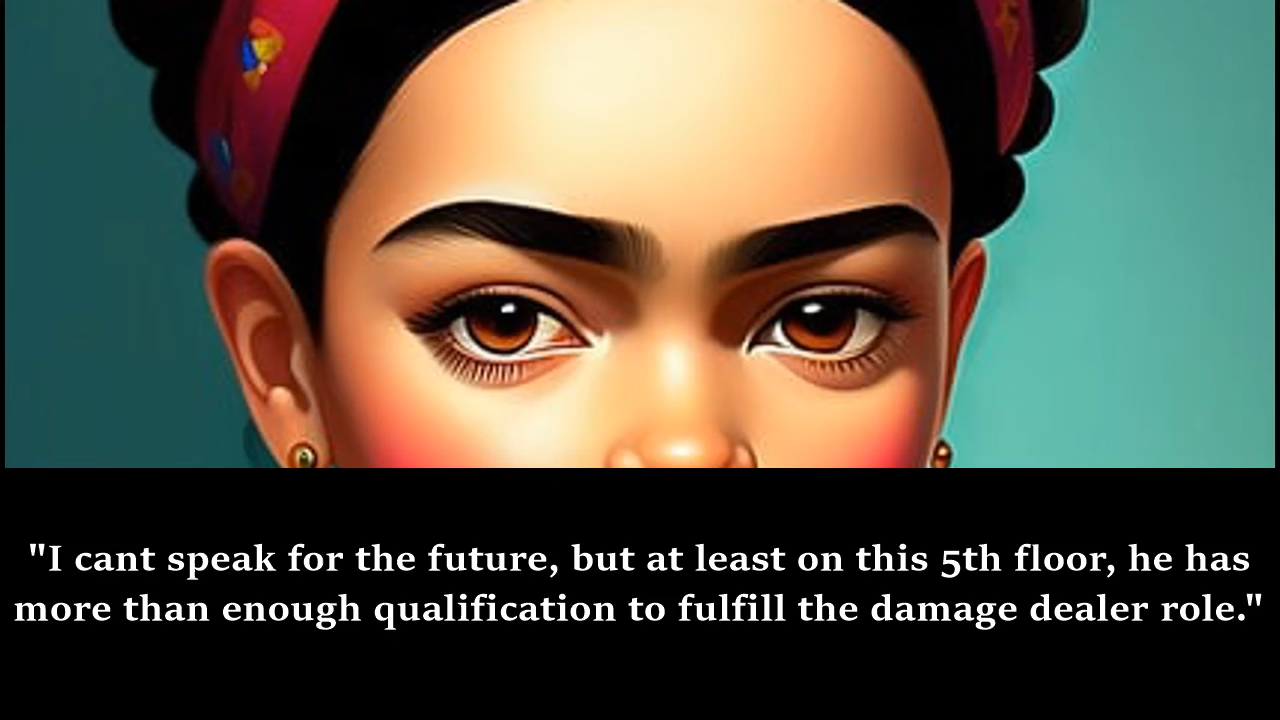 "I cant speak for the future, but at least on this 5th floor, he has
more than enough qualification to fulfill the damage dealer role."